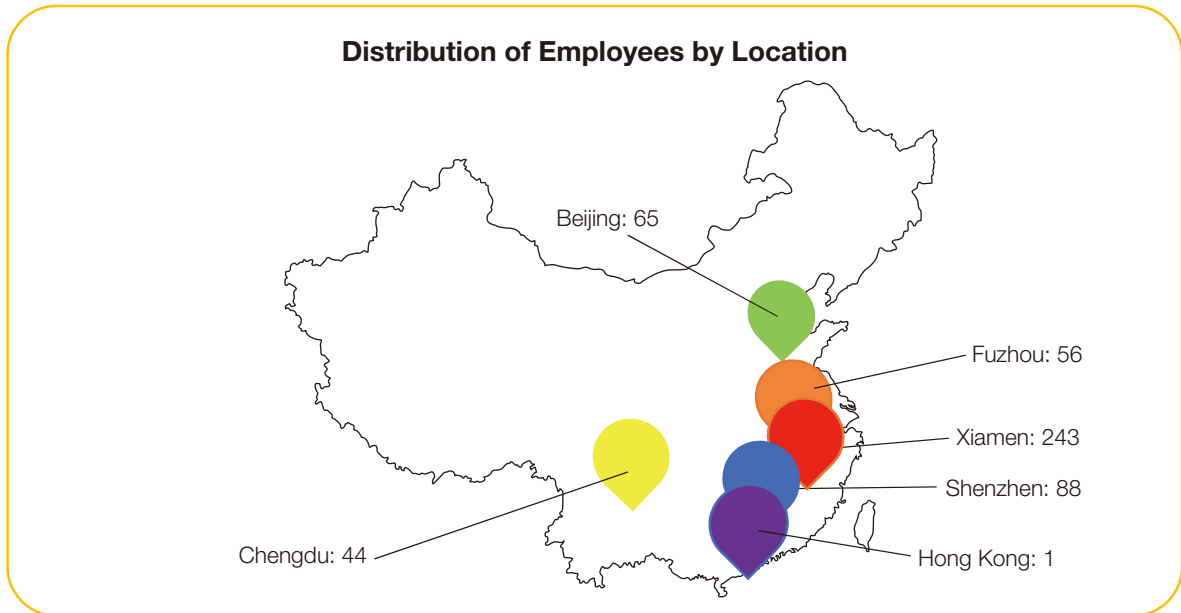 Distribution of Employees by Location
Beijing: 65
Fuzhou: 56
Xiamen: 243
Shenzhen: 88
Chengdu: 44
Hong Kong: 1